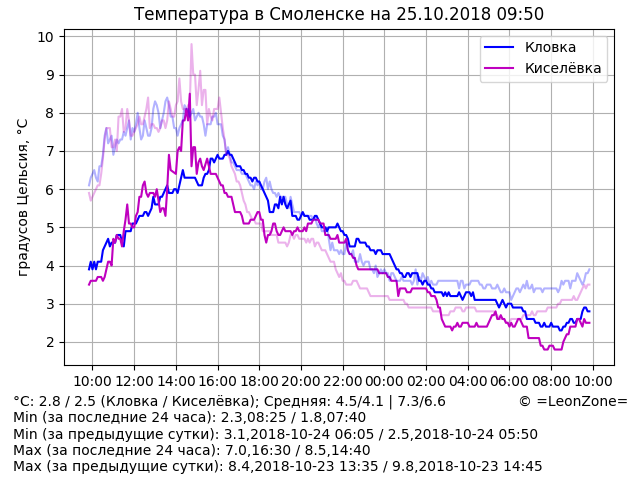 Температура в Смоленске на 25.10.2018 09:50
Кловка
Киселёвка
градусов Цельсия, °C
10
9
8
7
6
5
4
3
2
10:00 12:00 14:00 16:00 18:00 20:00 22:00 00:00 02:00 04:00 06:00 08:00 10:00
°C: 2.8 / 2.5 (Кловка / Киселёвка); Средняя: 4.5/4.1 | 7.3/6.6 © =LeonZone=
Min (за последние 24 часа): 2.3,08:25 / 1.8,07:40
Min (за предыдущие сутки): 3.1,2018-10-24 06:05 / 2.5,2018-10-24 05:50
Max (за последние 24 часа): 7.0,16:30 / 8.5,14:40
Max (за предыдущие сутки): 8.4,2018-10-23 13:35 / 9.8,2018-10-23 14:45